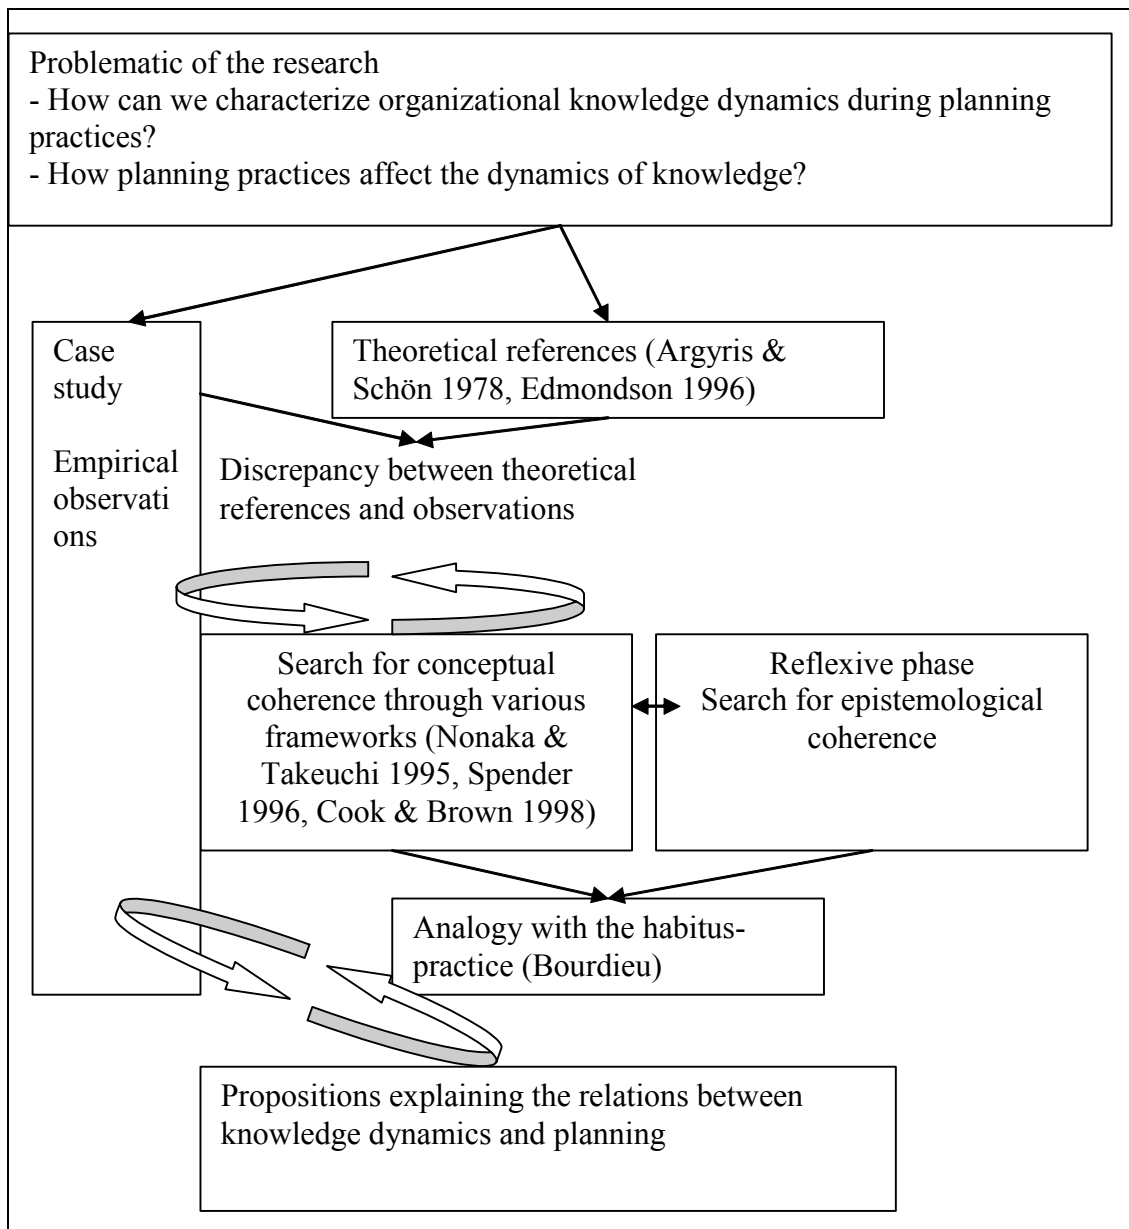 Problematic of the research
- How can we characterize organizational knowledge dynamics during planning
practices?
- How planning practices affect the dynamics of knowledge?
Case
study
Empirical
observati
ons
Theoretical references (Argyris &
Schön 1978, Edmondson 1996)
Discrepancy between theoretical
references and observations
Search for conceptual
coherence through various
frameworks (Nonaka &
Takeuchi 1995, Spender
1996, Cook & Brown 1998)
Reflexive phase
Search for epistemological
coherence
Analogy with the habitus-
practice (Bourdieu)
Propositions explaining the relations between
knowledge dynamics and planning